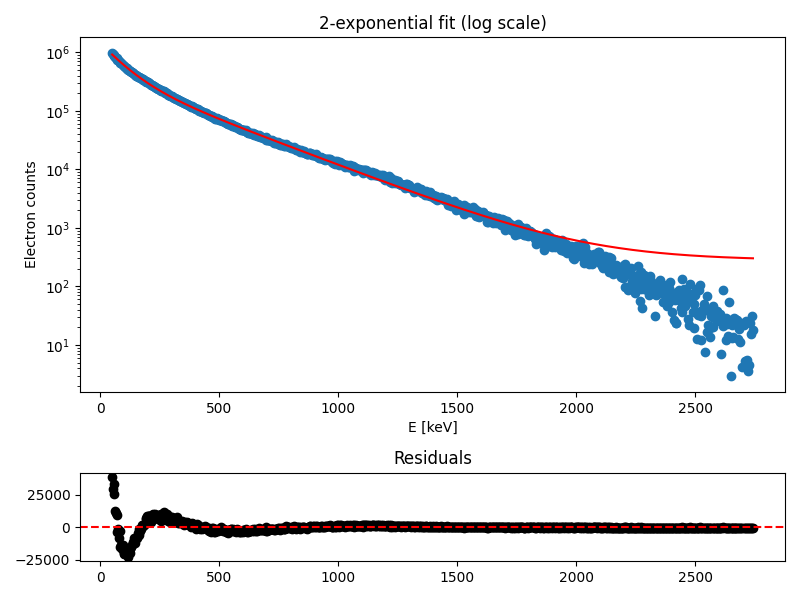 2-exponential fit (log scale)
Electron counts
10^6
10^5
10^4
10^3
10^2
10^1
0 500 1000 1500 2000 2500
E [keV]
Residuals
25000
0
−25000
0 500 1000 1500 2000 2500